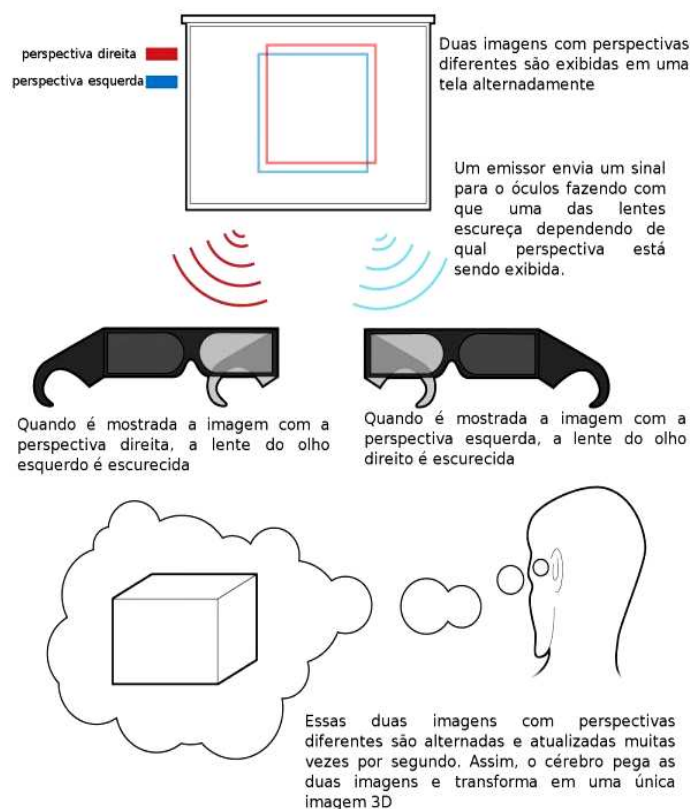 perspectiva direita
perspectiva esquerda
Duas imagens com perspectivas
diferentes são exibidas em uma
tela alternadamente
Um emissor envia um sinal
para o óculos fazendo com
que uma das lentes
escureça dependendo de
qual perspectiva está
sendo exibida.
Quando é mostrada a imagem com a
perspectiva direita, a lente do olho
esquerdo é escurecida
Quando é mostrada a imagem com a
perspectiva esquerda, a lente do olho
direito é escurecida
Essas duas imagens com perspectivas
diferentes são alternadas e atualizadas muitas
vezes por segundo. Assim, o cérebro pega as
duas imagens e transforma em uma única
imagem 3D